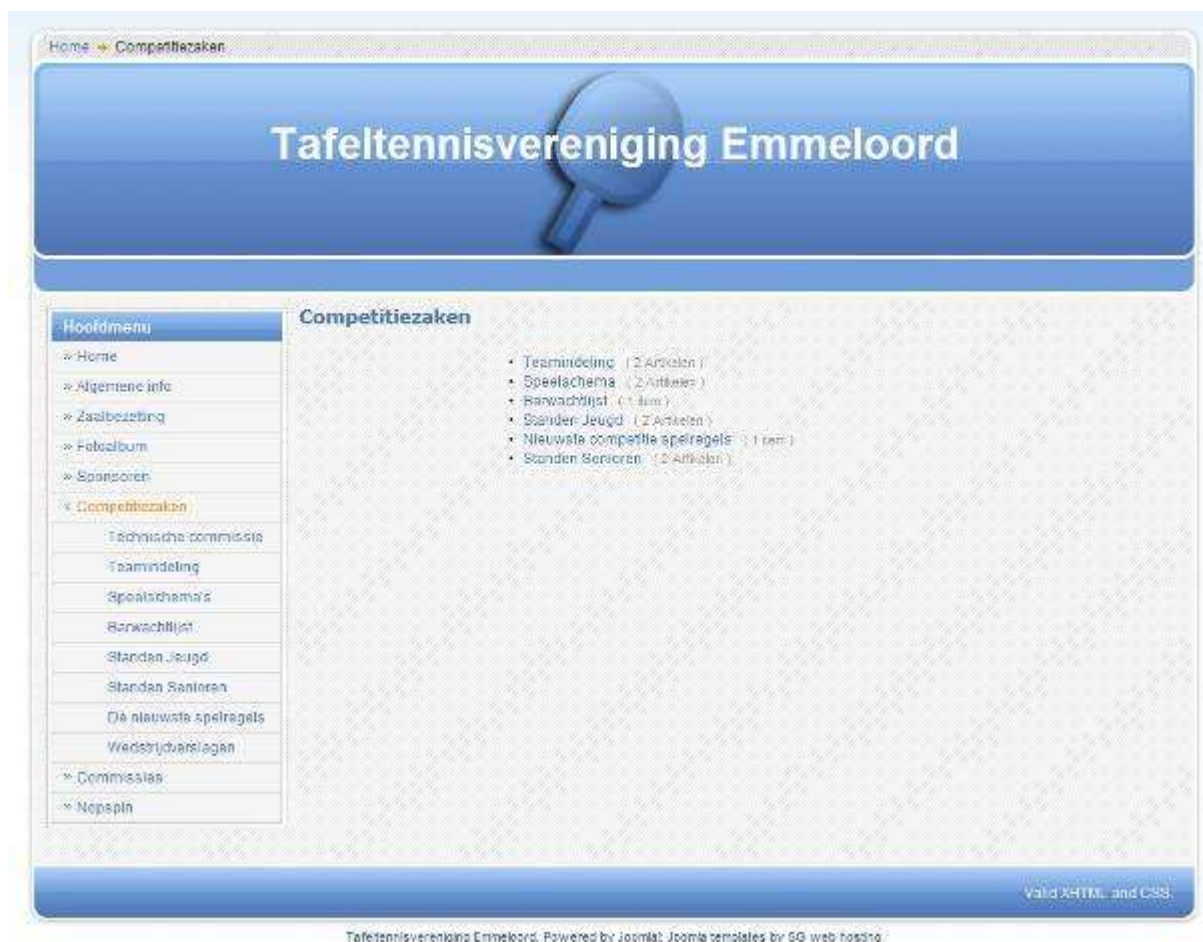 Home Competitiezaken
Tafeltennisvereniging Emmeloord
Hoofdmenu
» Home
» Algemene info
» Zaalbezetting
» Fotoalbum
» Sponsoren
» Competitiezaken
Technische commissie
Teamindeling
Speelschema's
Barwachtlijst
Standen Jeugd
Standen Senioren
De nieuwste spelregels
Wedstrijdverslagen
» Commissies
» Nopspin
Competitiezaken
• Teamindeling ( 2 Artikelen )
• Speelschema ( 2 Artikelen )
• Barwachtlijst ( 1 item )
• Standen Jeugd ( 2 Artikelen )
• Nieuwste competitie spelregels ( 1 item )
• Standen Senioren ( 2 Artikelen )
Valid XHTML and CSS.
Tafeltennisvereniging Emmeloord, Powered by Joomla! Joomla templates by SG web hosting